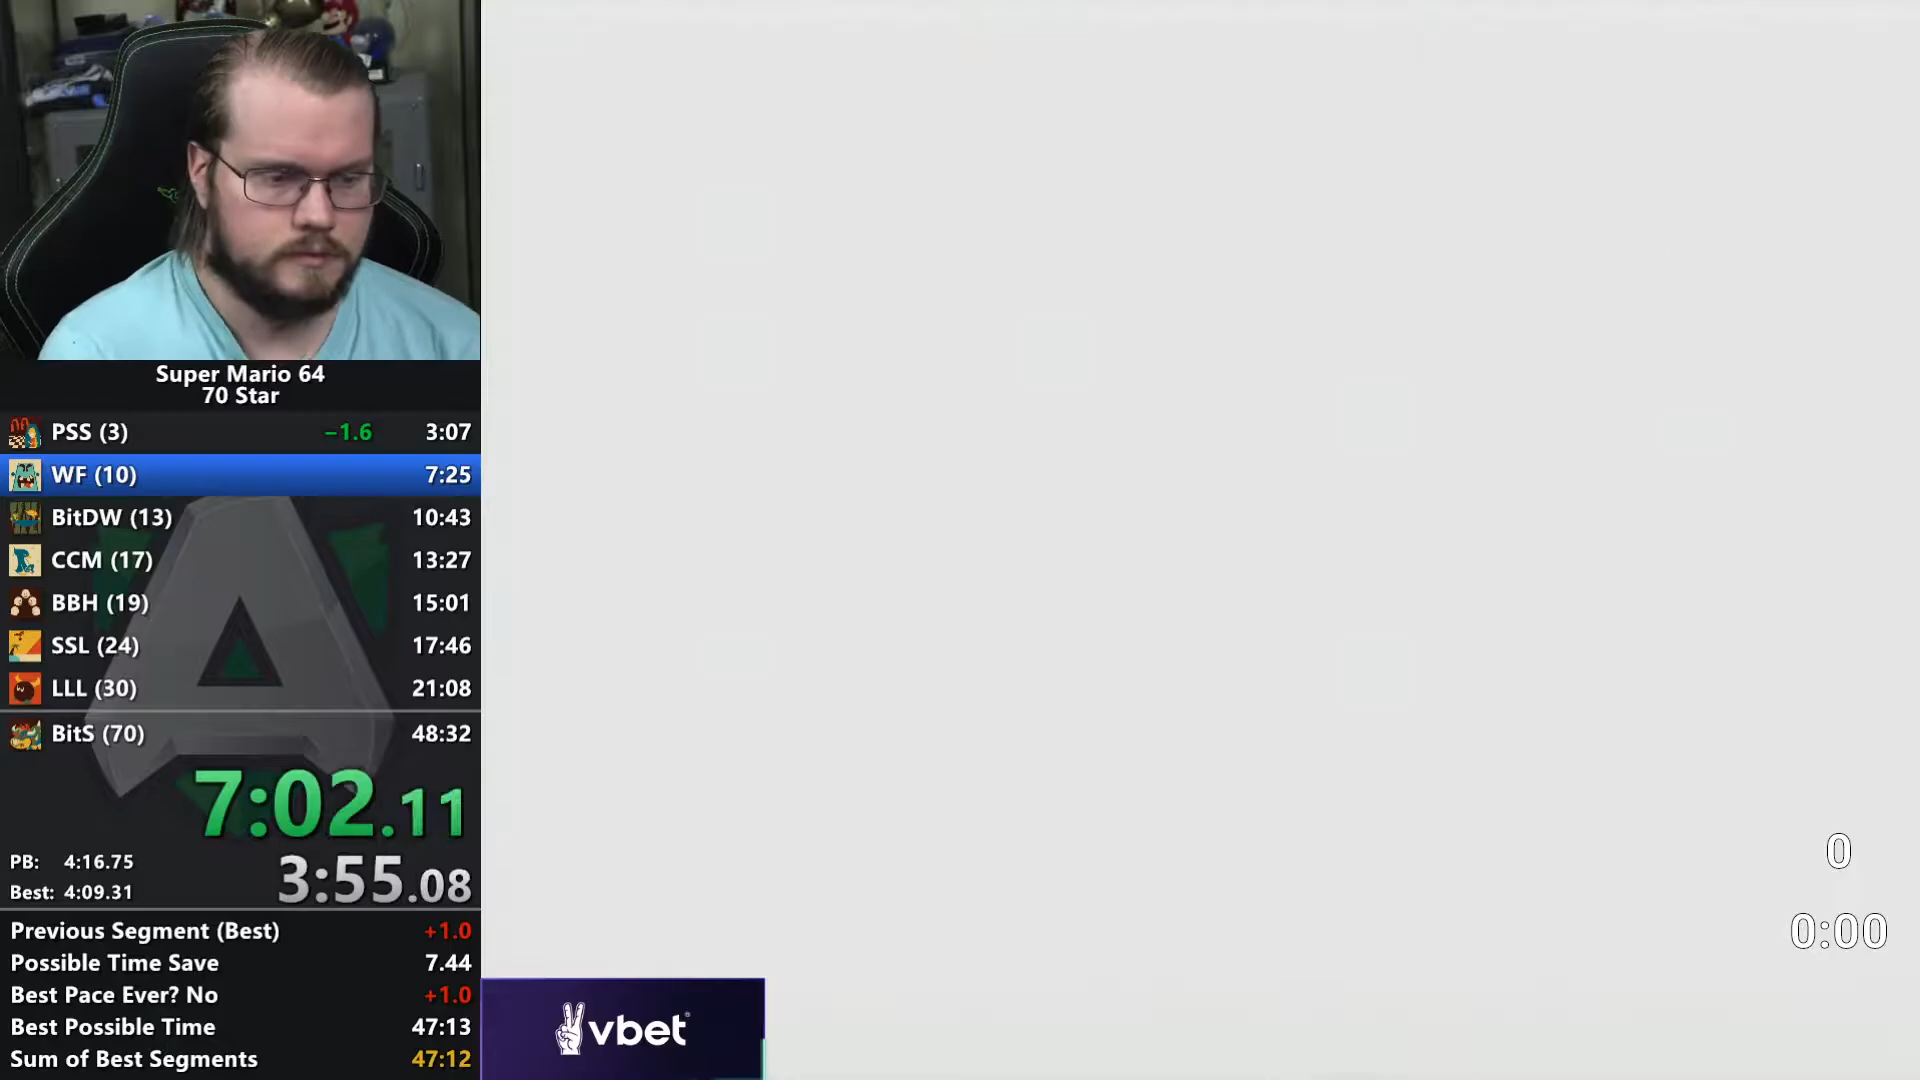 Super Mario 64
70 Star
PSS (3) −1.6 3:07
WF (10) 7:25
BitDW (13) 10:43
CCM (17) 13:27
BBH (19) 15:01
SSL (24) 17:46
LLL (30) 21:08
BitS (70) 48:32
7:02.11
PB: 4:16.75
3:55.08
Best: 4:09.31
Previous Segment (Best) +1.0
Possible Time Save 7.44
Best Pace Ever? No +1.0
Best Possible Time 47:13
Sum of Best Segments 47:12
vbet
0
0:00